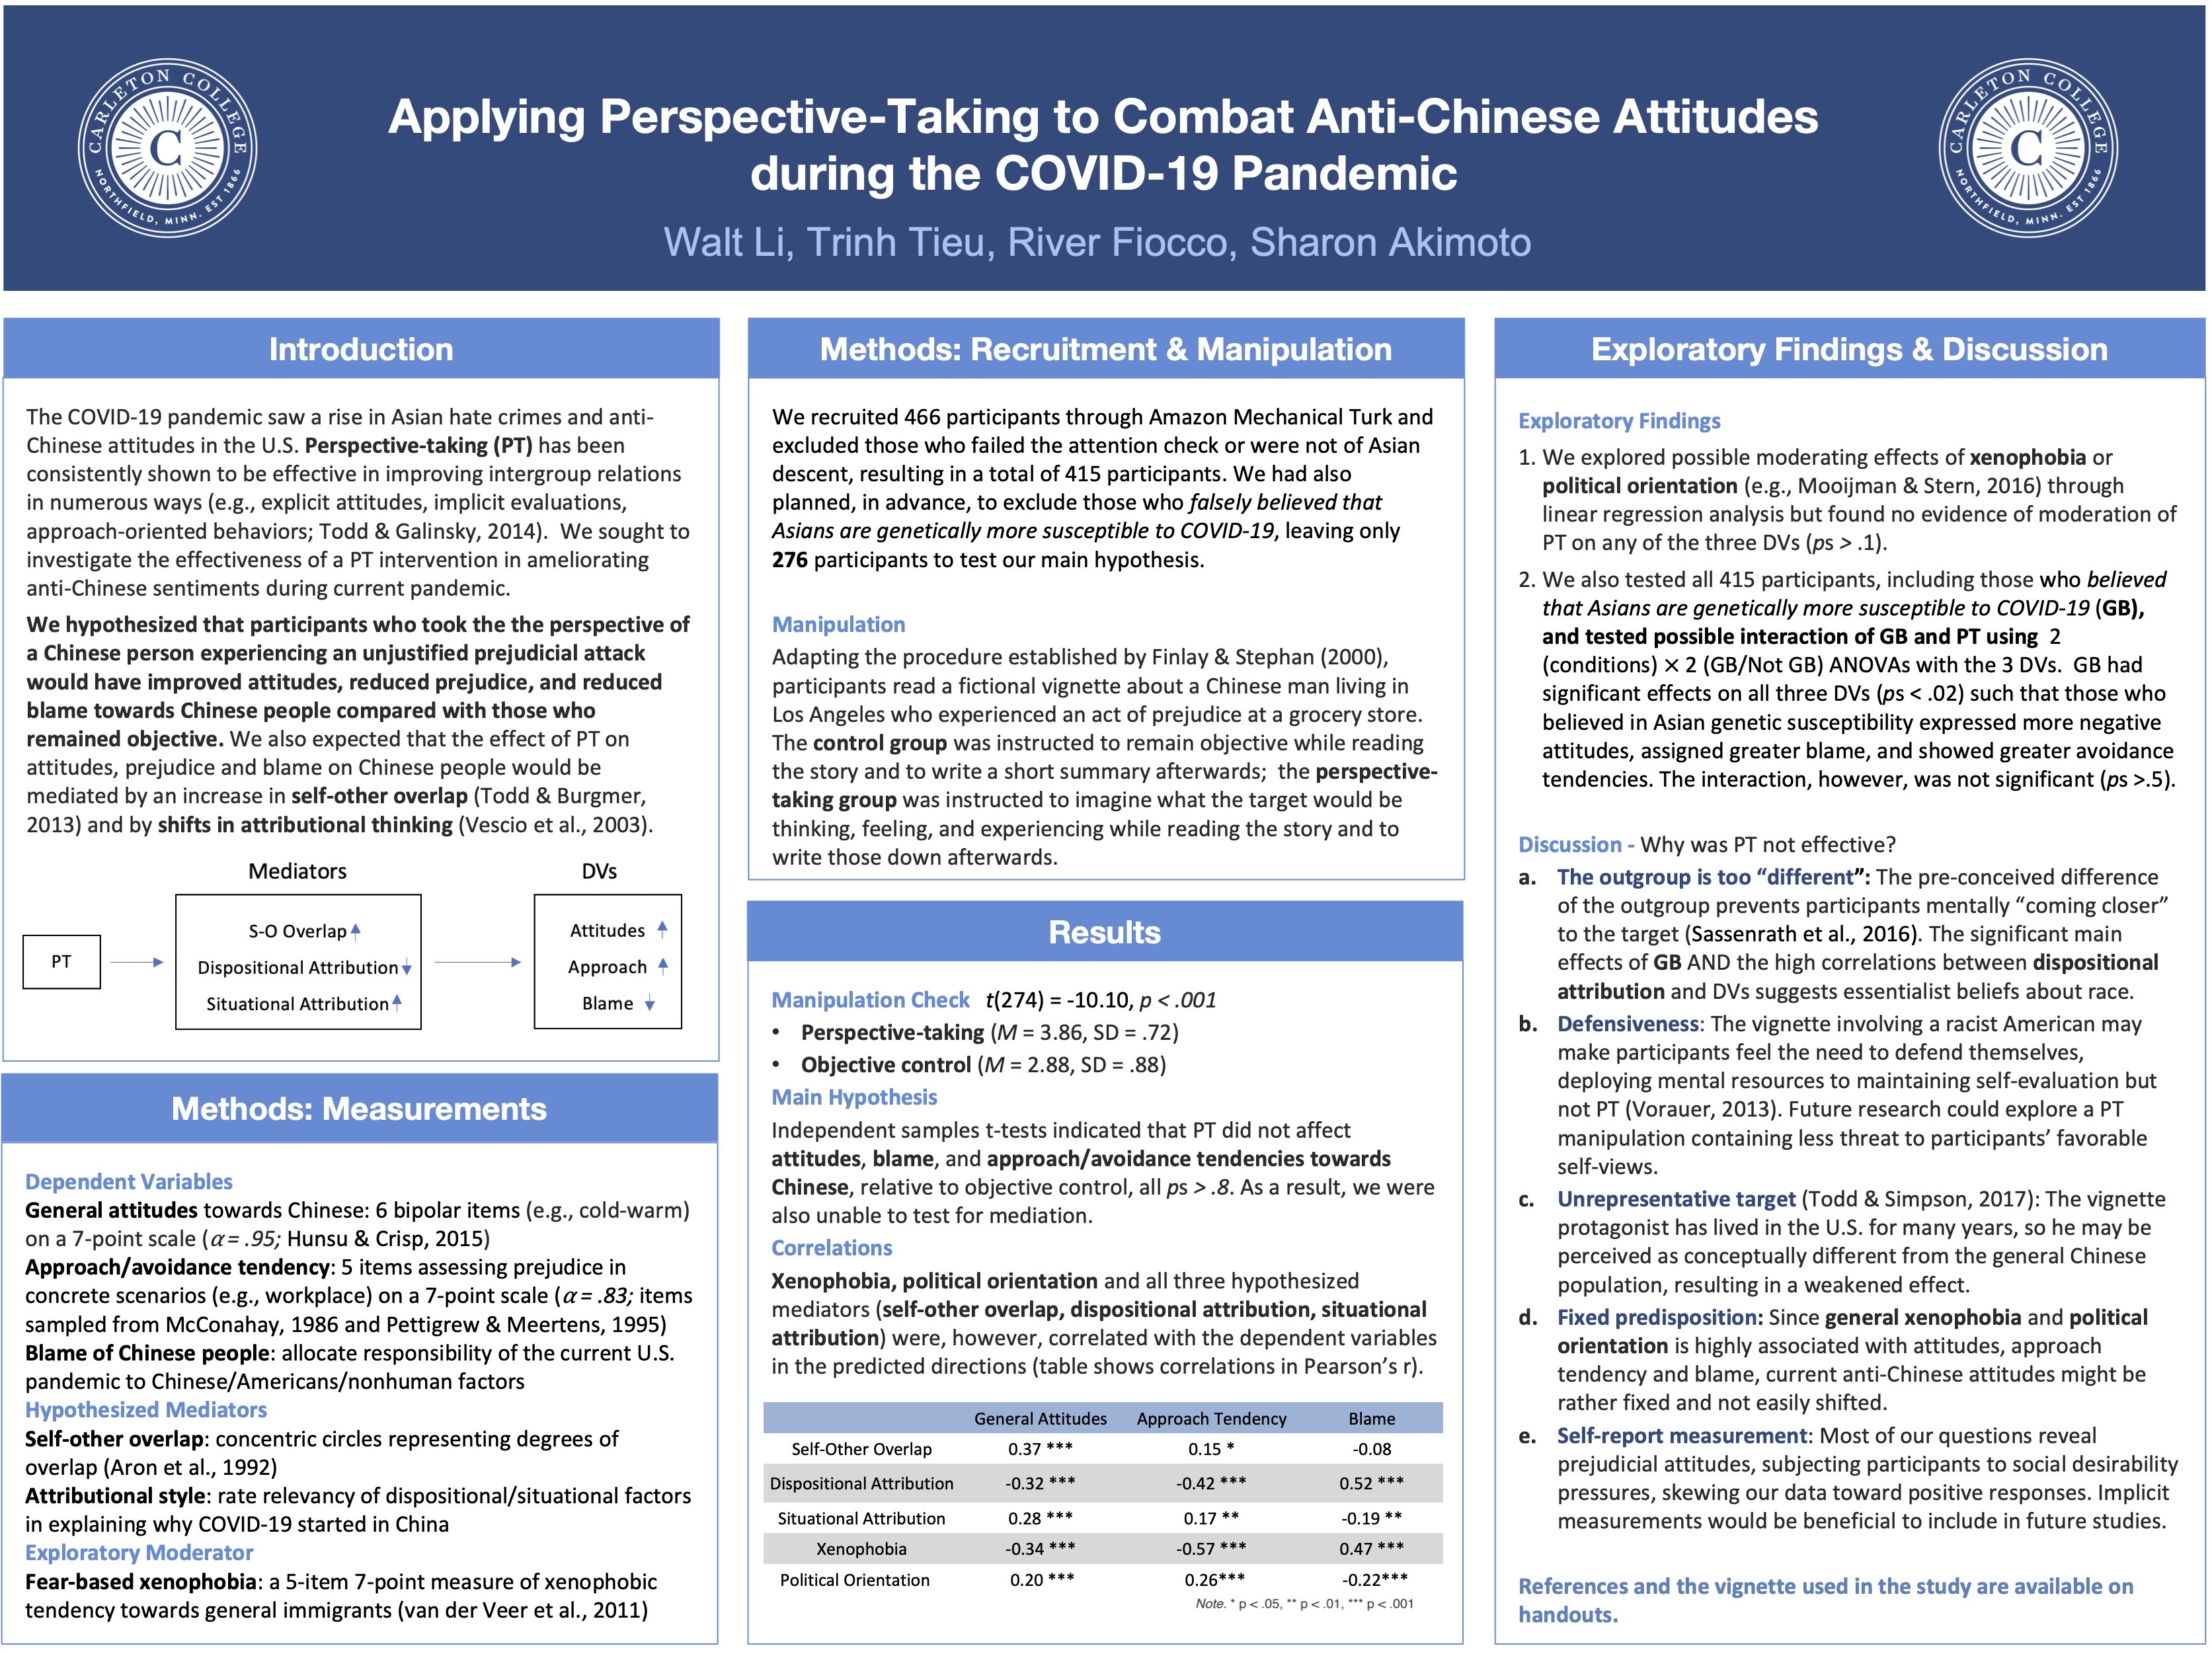 CARLETON COLLEGE
C
NORTHFIELD, MINN. EST 1866
Applying Perspective-Taking to Combat Anti-Chinese Attitudes
during the COVID-19 Pandemic
Walt Li, Trinh Tieu, River Fiocco, Sharon Akimoto
CARLETON COLLEGE
C
NORTHFIELD, MINN. EST 1866
Introduction
The COVID-19 pandemic saw a rise in Asian hate crimes and anti-
Chinese attitudes in the U.S. Perspective-taking (PT) has been
consistently shown to be effective in improving intergroup relations
in numerous ways (e.g., explicit attitudes, implicit evaluations,
approach-oriented behaviors; Todd & Galinsky, 2014). We sought to
investigate the effectiveness of a PT intervention in ameliorating
anti-Chinese sentiments during current pandemic.
We hypothesized that participants who took the the perspective of
a Chinese person experiencing an unjustified prejudicial attack
would have improved attitudes, reduced prejudice, and reduced
blame towards Chinese people compared with those who
remained objective. We also expected that the effect of PT on
attitudes, prejudice and blame on Chinese people would be
mediated by an increase in self-other overlap (Todd & Burgmer,
2013) and by shifts in attributional thinking (Vescio et al., 2003).
Mediators
DVs
PT
S-O Overlap
Dispositional Attribution
Situational Attribution
Attitudes
Approach
Blame
Methods: Measurements
Dependent Variables
General attitudes towards Chinese: 6 bipolar items (e.g., cold-warm)
on a 7-point scale (α = .95; Hunsu & Crisp, 2015)
Approach/avoidance tendency: 5 items assessing prejudice in
concrete scenarios (e.g., workplace) on a 7-point scale (α = .83; items
sampled from McConahay, 1986 and Pettigrew & Meertens, 1995)
Blame of Chinese people: allocate responsibility of the current U.S.
pandemic to Chinese/Americans/nonhuman factors
Hypothesized Mediators
Self-other overlap: concentric circles representing degrees of
overlap (Aron et al., 1992)
Attributional style: rate relevancy of dispositional/situational factors
in explaining why COVID-19 started in China
Exploratory Moderator
Fear-based xenophobia: a 5-item 7-point measure of xenophobic
tendency towards general immigrants (van der Veer et al., 2011)
Methods: Recruitment & Manipulation
We recruited 466 participants through Amazon Mechanical Turk and
excluded those who failed the attention check or were not of Asian
descent, resulting in a total of 415 participants. We had also
planned, in advance, to exclude those who falsely believed that
Asians are genetically more susceptible to COVID-19, leaving only
276 participants to test our main hypothesis.
Manipulation
Adapting the procedure established by Finlay & Stephan (2000),
participants read a fictional vignette about a Chinese man living in
Los Angeles who experienced an act of prejudice at a grocery store.
The control group was instructed to remain objective while reading
the story and to write a short summary afterwards; the perspective-
taking group was instructed to imagine what the target would be
thinking, feeling, and experiencing while reading the story and to
write those down afterwards.
Results
Manipulation Check t(274) = -10.10, p < .001
• Perspective-taking (M = 3.86, SD = .72)
• Objective control (M = 2.88, SD = .88)
Main Hypothesis
Independent samples t-tests indicated that PT did not affect
attitudes, blame, and approach/avoidance tendencies towards
Chinese, relative to objective control, all ps > .8. As a result, we were
also unable to test for mediation.
Correlations
Xenophobia, political orientation and all three hypothesized
mediators (self-other overlap, dispositional attribution, situational
attribution) were, however, correlated with the dependent variables
in the predicted directions (table shows correlations in Pearson's r).
General Attitudes Approach Tendency Blame
Self-Other Overlap 0.37 *** 0.15 * -0.08
Dispositional Attribution -0.32 *** -0.42 *** 0.52 ***
Situational Attribution 0.28 *** 0.17 ** -0.19 **
Xenophobia -0.34 *** -0.57 *** 0.47 ***
Political Orientation 0.20 *** 0.26*** -0.22***
Note. * p < .05, ** p < .01, *** p < .001
Exploratory Findings & Discussion
Exploratory Findings
1. We explored possible moderating effects of xenophobia or
political orientation (e.g., Mooijman & Stern, 2016) through
linear regression analysis but found no evidence of moderation of
PT on any of the three DVs (ps > .1).
2. We also tested all 415 participants, including those who believed
that Asians are genetically more susceptible to COVID-19 (GB),
and tested possible interaction of GB and PT using 2
(conditions) × 2 (GB/Not GB) ANOVAs with the 3 DVs. GB had
significant effects on all three DVs (ps < .02) such that those who
believed in Asian genetic susceptibility expressed more negative
attitudes, assigned greater blame, and showed greater avoidance
tendencies. The interaction, however, was not significant (ps >.5).
Discussion - Why was PT not effective?
a. The outgroup is too “different”: The pre-conceived difference
of the outgroup prevents participants mentally “coming closer”
to the target (Sassenrath et al., 2016). The significant main
effects of GB AND the high correlations between dispositional
attribution and DVs suggests essentialist beliefs about race.
b. Defensiveness: The vignette involving a racist American may
make participants feel the need to defend themselves,
deploying mental resources to maintaining self-evaluation but
not PT (Vorauer, 2013). Future research could explore a PT
manipulation containing less threat to participants’ favorable
self-views.
c. Unrepresentative target (Todd & Simpson, 2017): The vignette
protagonist has lived in the U.S. for many years, so he may be
perceived as conceptually different from the general Chinese
population, resulting in a weakened effect.
d. Fixed predisposition: Since general xenophobia and political
orientation is highly associated with attitudes, approach
tendency and blame, current anti-Chinese attitudes might be
rather fixed and not easily shifted.
e. Self-report measurement: Most of our questions reveal
prejudicial attitudes, subjecting participants to social desirability
pressures, skewing our data toward positive responses. Implicit
measurements would be beneficial to include in future studies.
References and the vignette used in the study are available on
handouts.